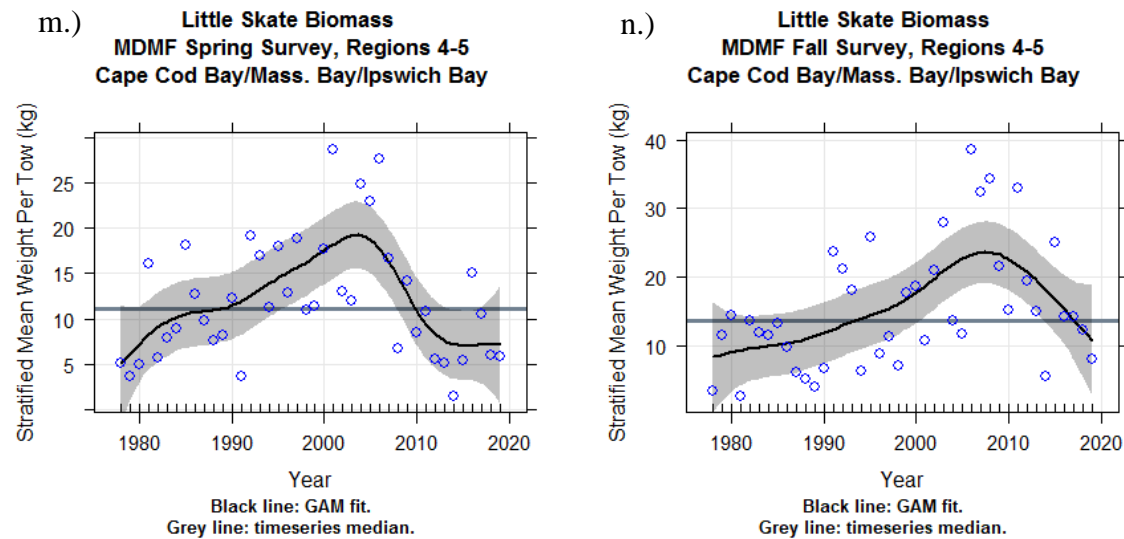 m.)
Little Skate Biomass
MDMF Spring Survey, Regions 4-5
Cape Cod Bay/Mass. Bay/Ipswich Bay
Stratified Mean Weight Per Tow (kg)
25
20
15
10
5
1980 1990 2000 2010 2020
Year
Black line: GAM fit.
Grey line: timeseries median.
n.)
Little Skate Biomass
MDMF Fall Survey, Regions 4-5
Cape Cod Bay/Mass. Bay/Ipswich Bay
Stratified Mean Weight Per Tow (kg)
40
30
20
10
1980 1990 2000 2010 2020
Year
Black line: GAM fit.
Grey line: timeseries median.